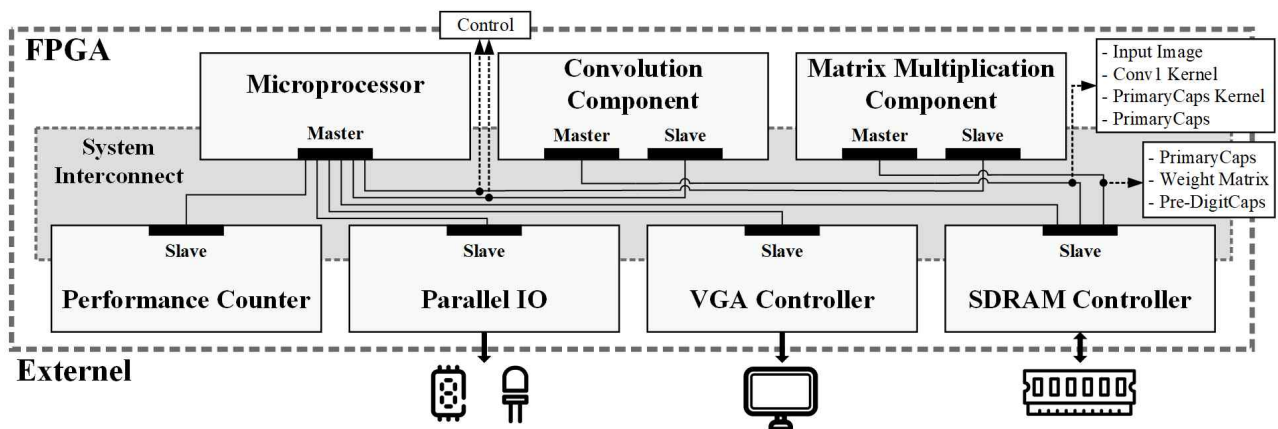 Control
FPGA
Microprocessor
Master
Convolution
Component
Master
Slave
Matrix Multiplication
Component
Master
Slave
- Input Image
- Conv1 Kernel
- PrimaryCaps Kernel
- PrimaryCaps
System
Interconnect
- PrimaryCaps
- Weight Matrix
- Pre-DigitCaps
Slave
Performance Counter
Slave
Parallel IO
Slave
VGA Controller
Slave
SDRAM Controller
Externel